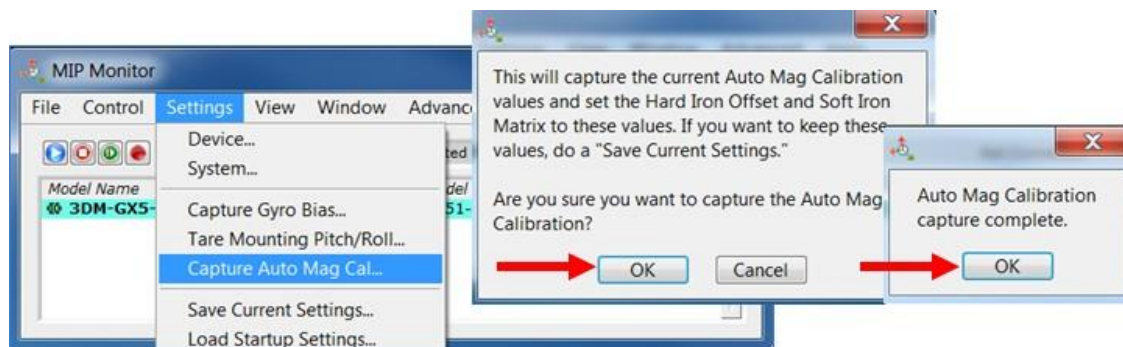 MIP Monitor
File Control Settings View Window Advanc
Device...
System...
ted
Model Name
del
3DM-GX5-
51-
Capture Gyro Bias...
Tare Mounting Pitch/Roll...
Capture Auto Mag Cal...
Save Current Settings...
Load Startup Settings...
This will capture the current Auto Mag Calibration
values and set the Hard Iron Offset and Soft Iron
Matrix to these values. If you want to keep these
values, do a "Save Current Settings."
Are you sure you want to capture the Auto Mag
Calibration?
OK Cancel
Auto Mag Calibration
capture complete.
OK